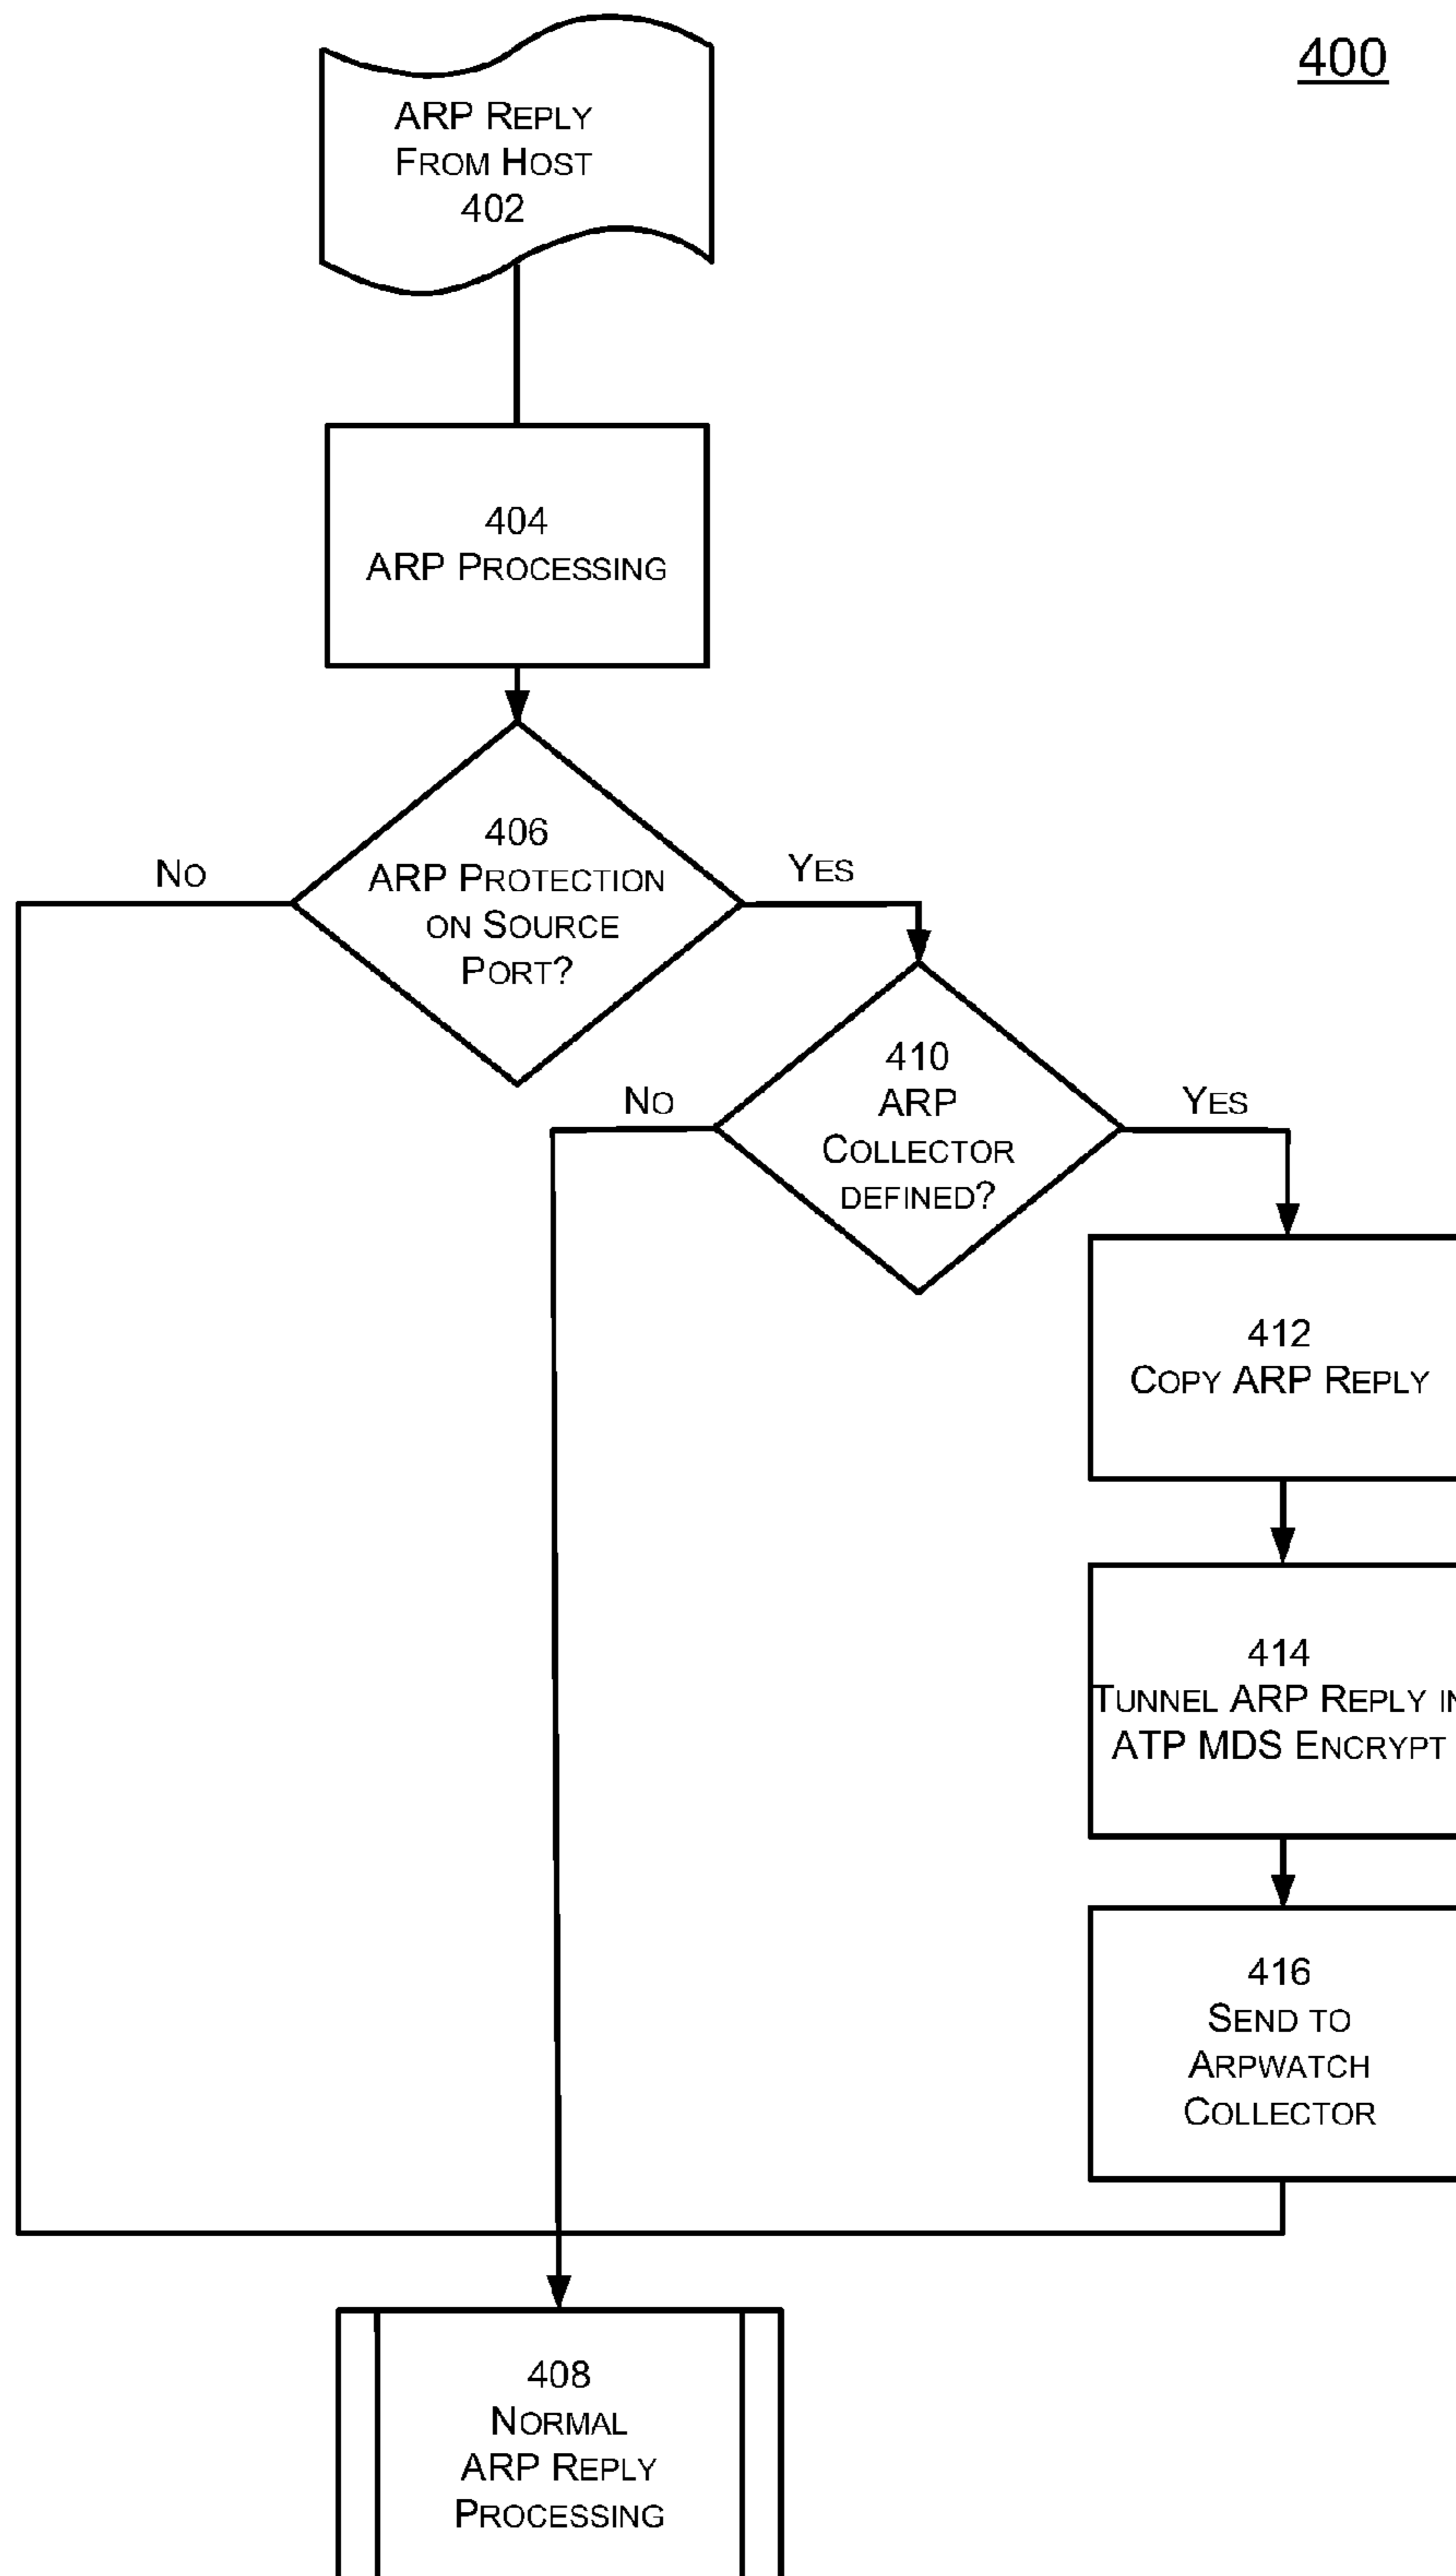 400
ARP REPLY
FROM HOST
402
404
ARP PROCESSING
406
ARP PROTECTION
ON SOURCE
PORT?
NO
YES
410
ARP
COLLECTOR
DEFINED?
NO
YES
412
COPY ARP REPLY
414
TUNNEL ARP REPLY IN
ATP MDS ENCRYPT
416
SEND TO
ARPWATCH
COLLECTOR
408
NORMAL
ARP REPLY
PROCESSING